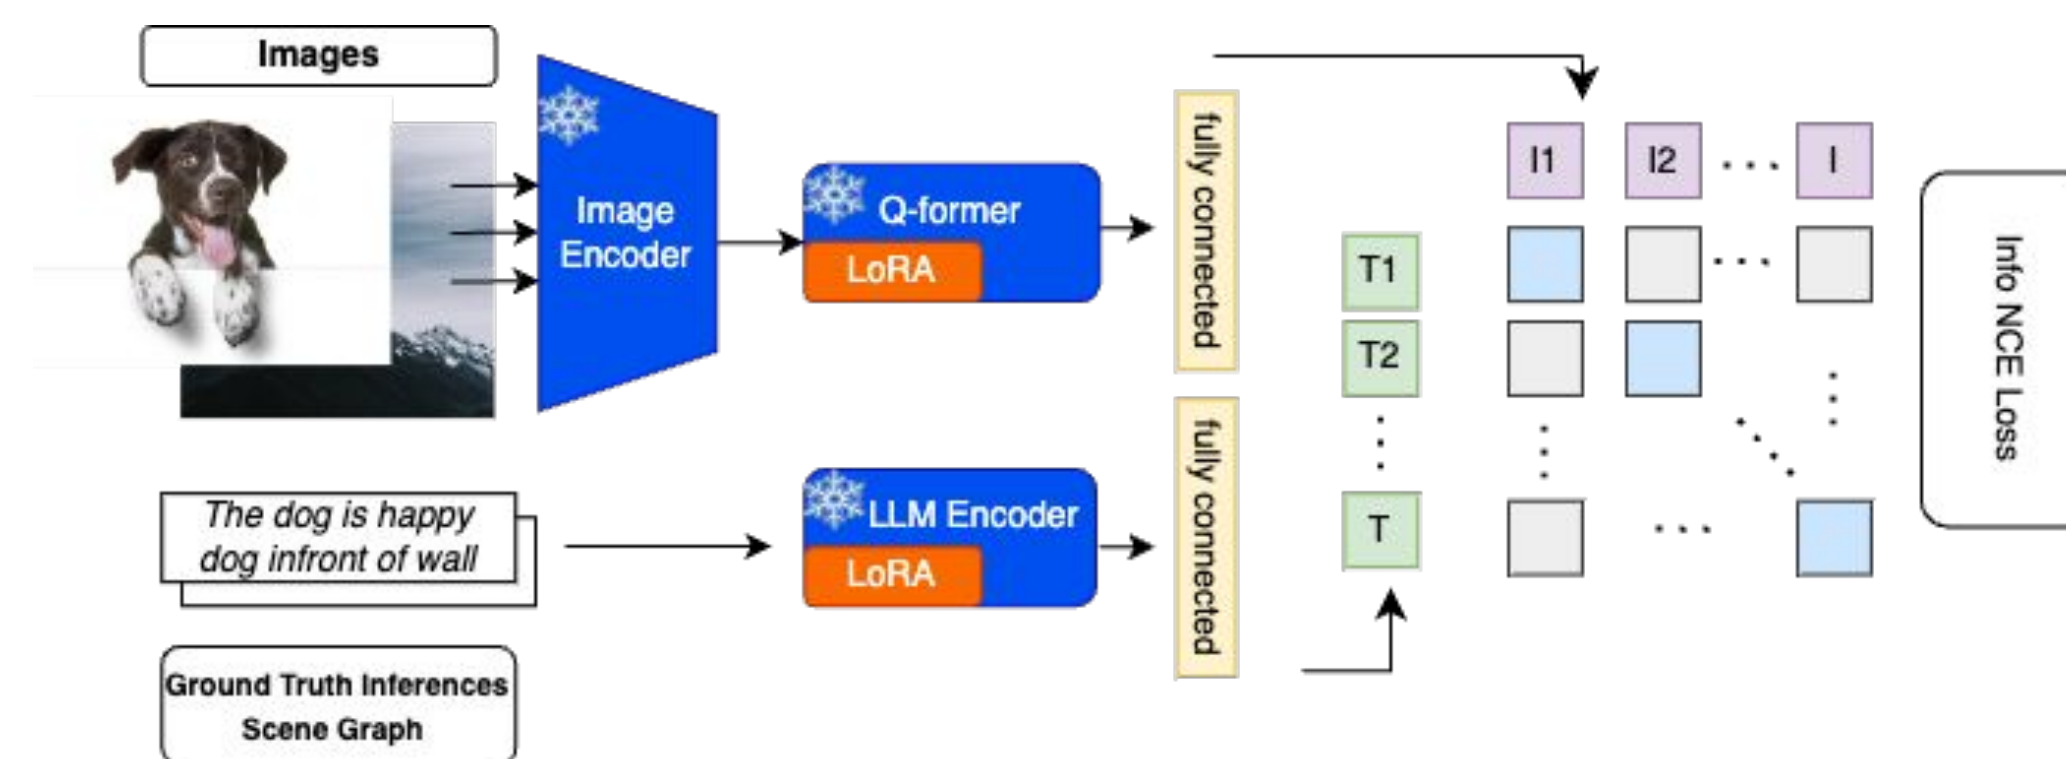 Images
Image
Encoder
Q-former
LoRA
fully connected
I1
I2
I
T1
T2
T
Info NCE Loss
The dog is happy
dog infront of wall
LLM Encoder
LoRA
fully connected
Ground Truth Inferences
Scene Graph